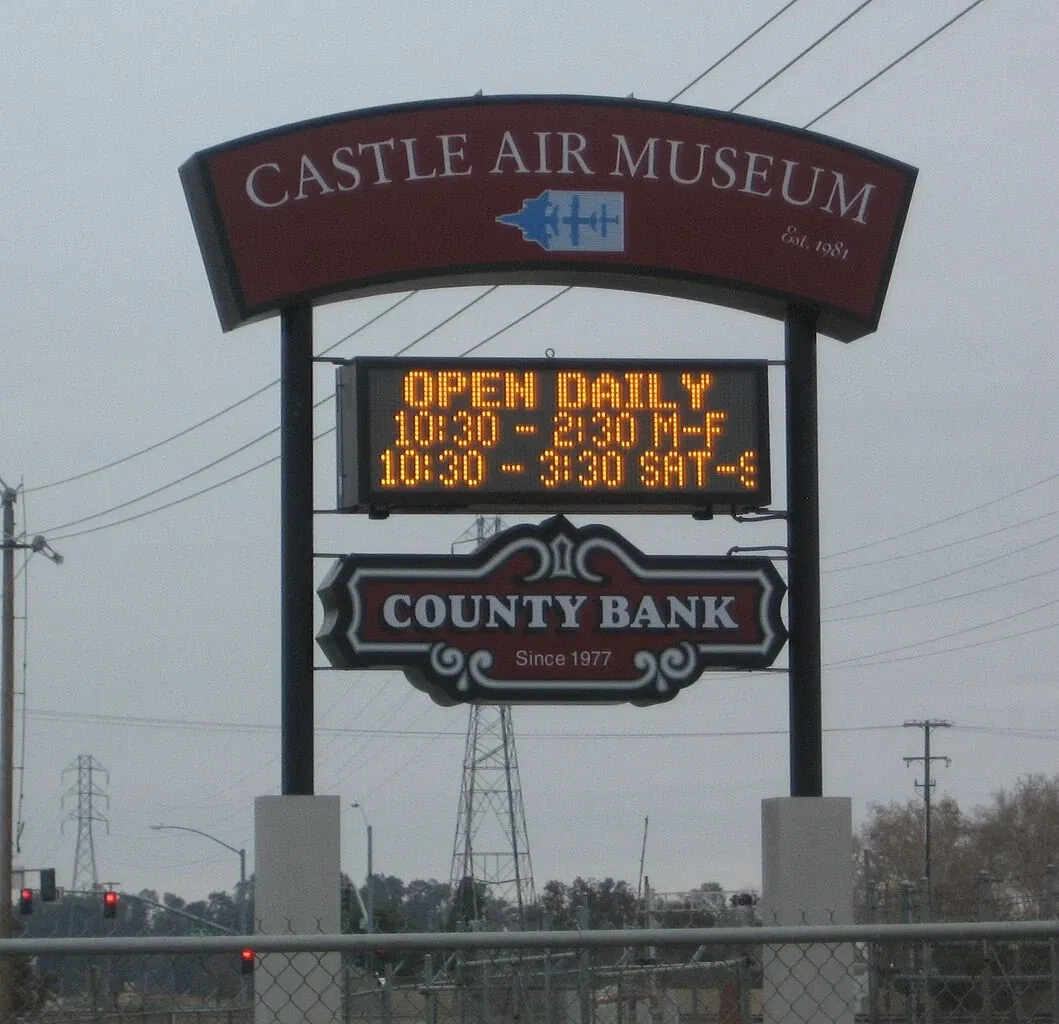 CASTLE AIR MUSEUM
Est. 1981
OPEN DAILY
10:30 - 2:30 M-F
10:30 - 3:30 SAT-S
COUNTY BANK
Since 1977